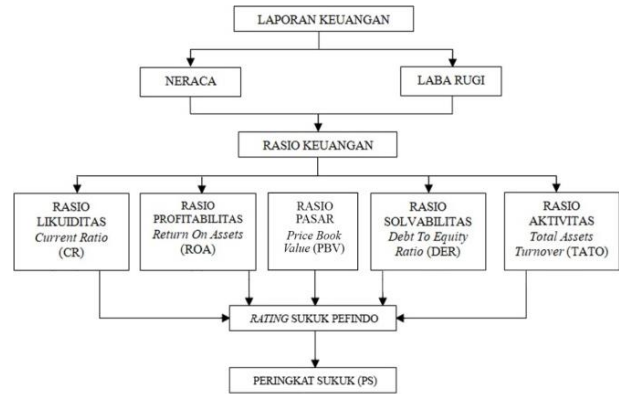 LAPORAN KEUANGAN
NERACA
LABA RUGI
RASIO KEUANGAN
RASIO
LIKUIDITAS
Current Ratio
(CR)
RASIO
PROFITABILITAS
Return On Assets
(ROA)
RASIO
PASAR
Price Book
Value (PBV)
RASIO
SOLVABILITAS
Debt To Equity
Ratio (DER)
RASIO
AKTIVITAS
Total Assets
Turnover (TATO)
RATING SUKUK PEFINDO
PERINGKAT SUKUK (PS)